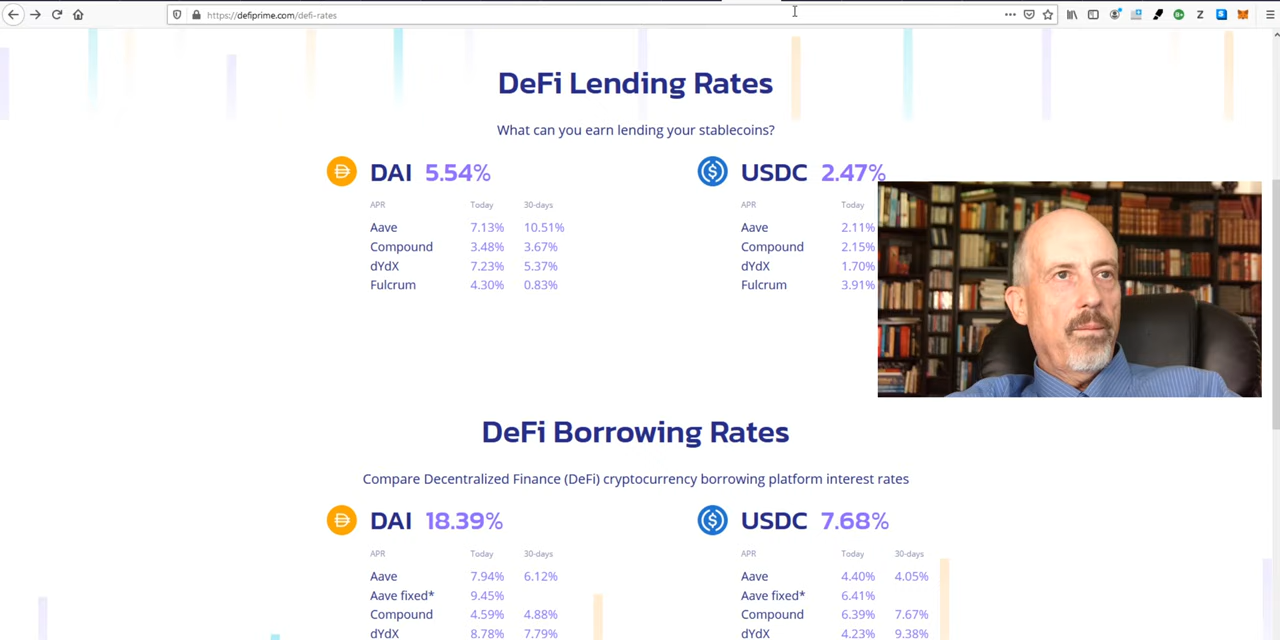 https://defiprime.com/defi-rates
DeFi Lending Rates
What can you earn lending your stablecoins?
DAI 5.54%
APR Today 30-days
Aave 7.13% 10.51%
Compound 3.48% 3.67%
dYdX 7.23% 5.37%
Fulcrum 4.30% 0.83%
USDC 2.47%
APR Today
Aave 2.11%
Compound 2.15%
dYdX 1.70%
Fulcrum 3.91%
DeFi Borrowing Rates
Compare Decentralized Finance (DeFi) cryptocurrency borrowing platform interest rates
DAI 18.39%
APR Today 30-days
Aave 7.94% 6.12%
Aave fixed* 9.45%
Compound 4.59% 4.88%
dYdX 8.78% 7.79%
USDC 7.68%
APR Today 30-days
Aave 4.40% 4.05%
Aave fixed* 6.41%
Compound 6.39% 7.67%
dYdX 4.23% 9.38%